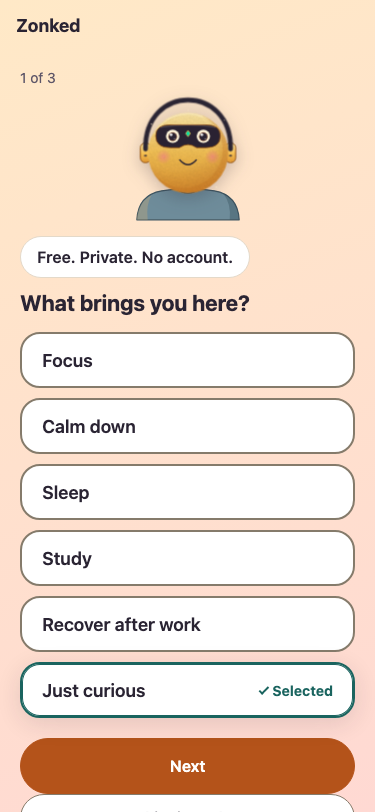 Zonked
1 of 3
Free. Private. No account.
What brings you here?
Focus
Calm down
Sleep
Study
Recover after work
Just curious ✓ Selected
Next